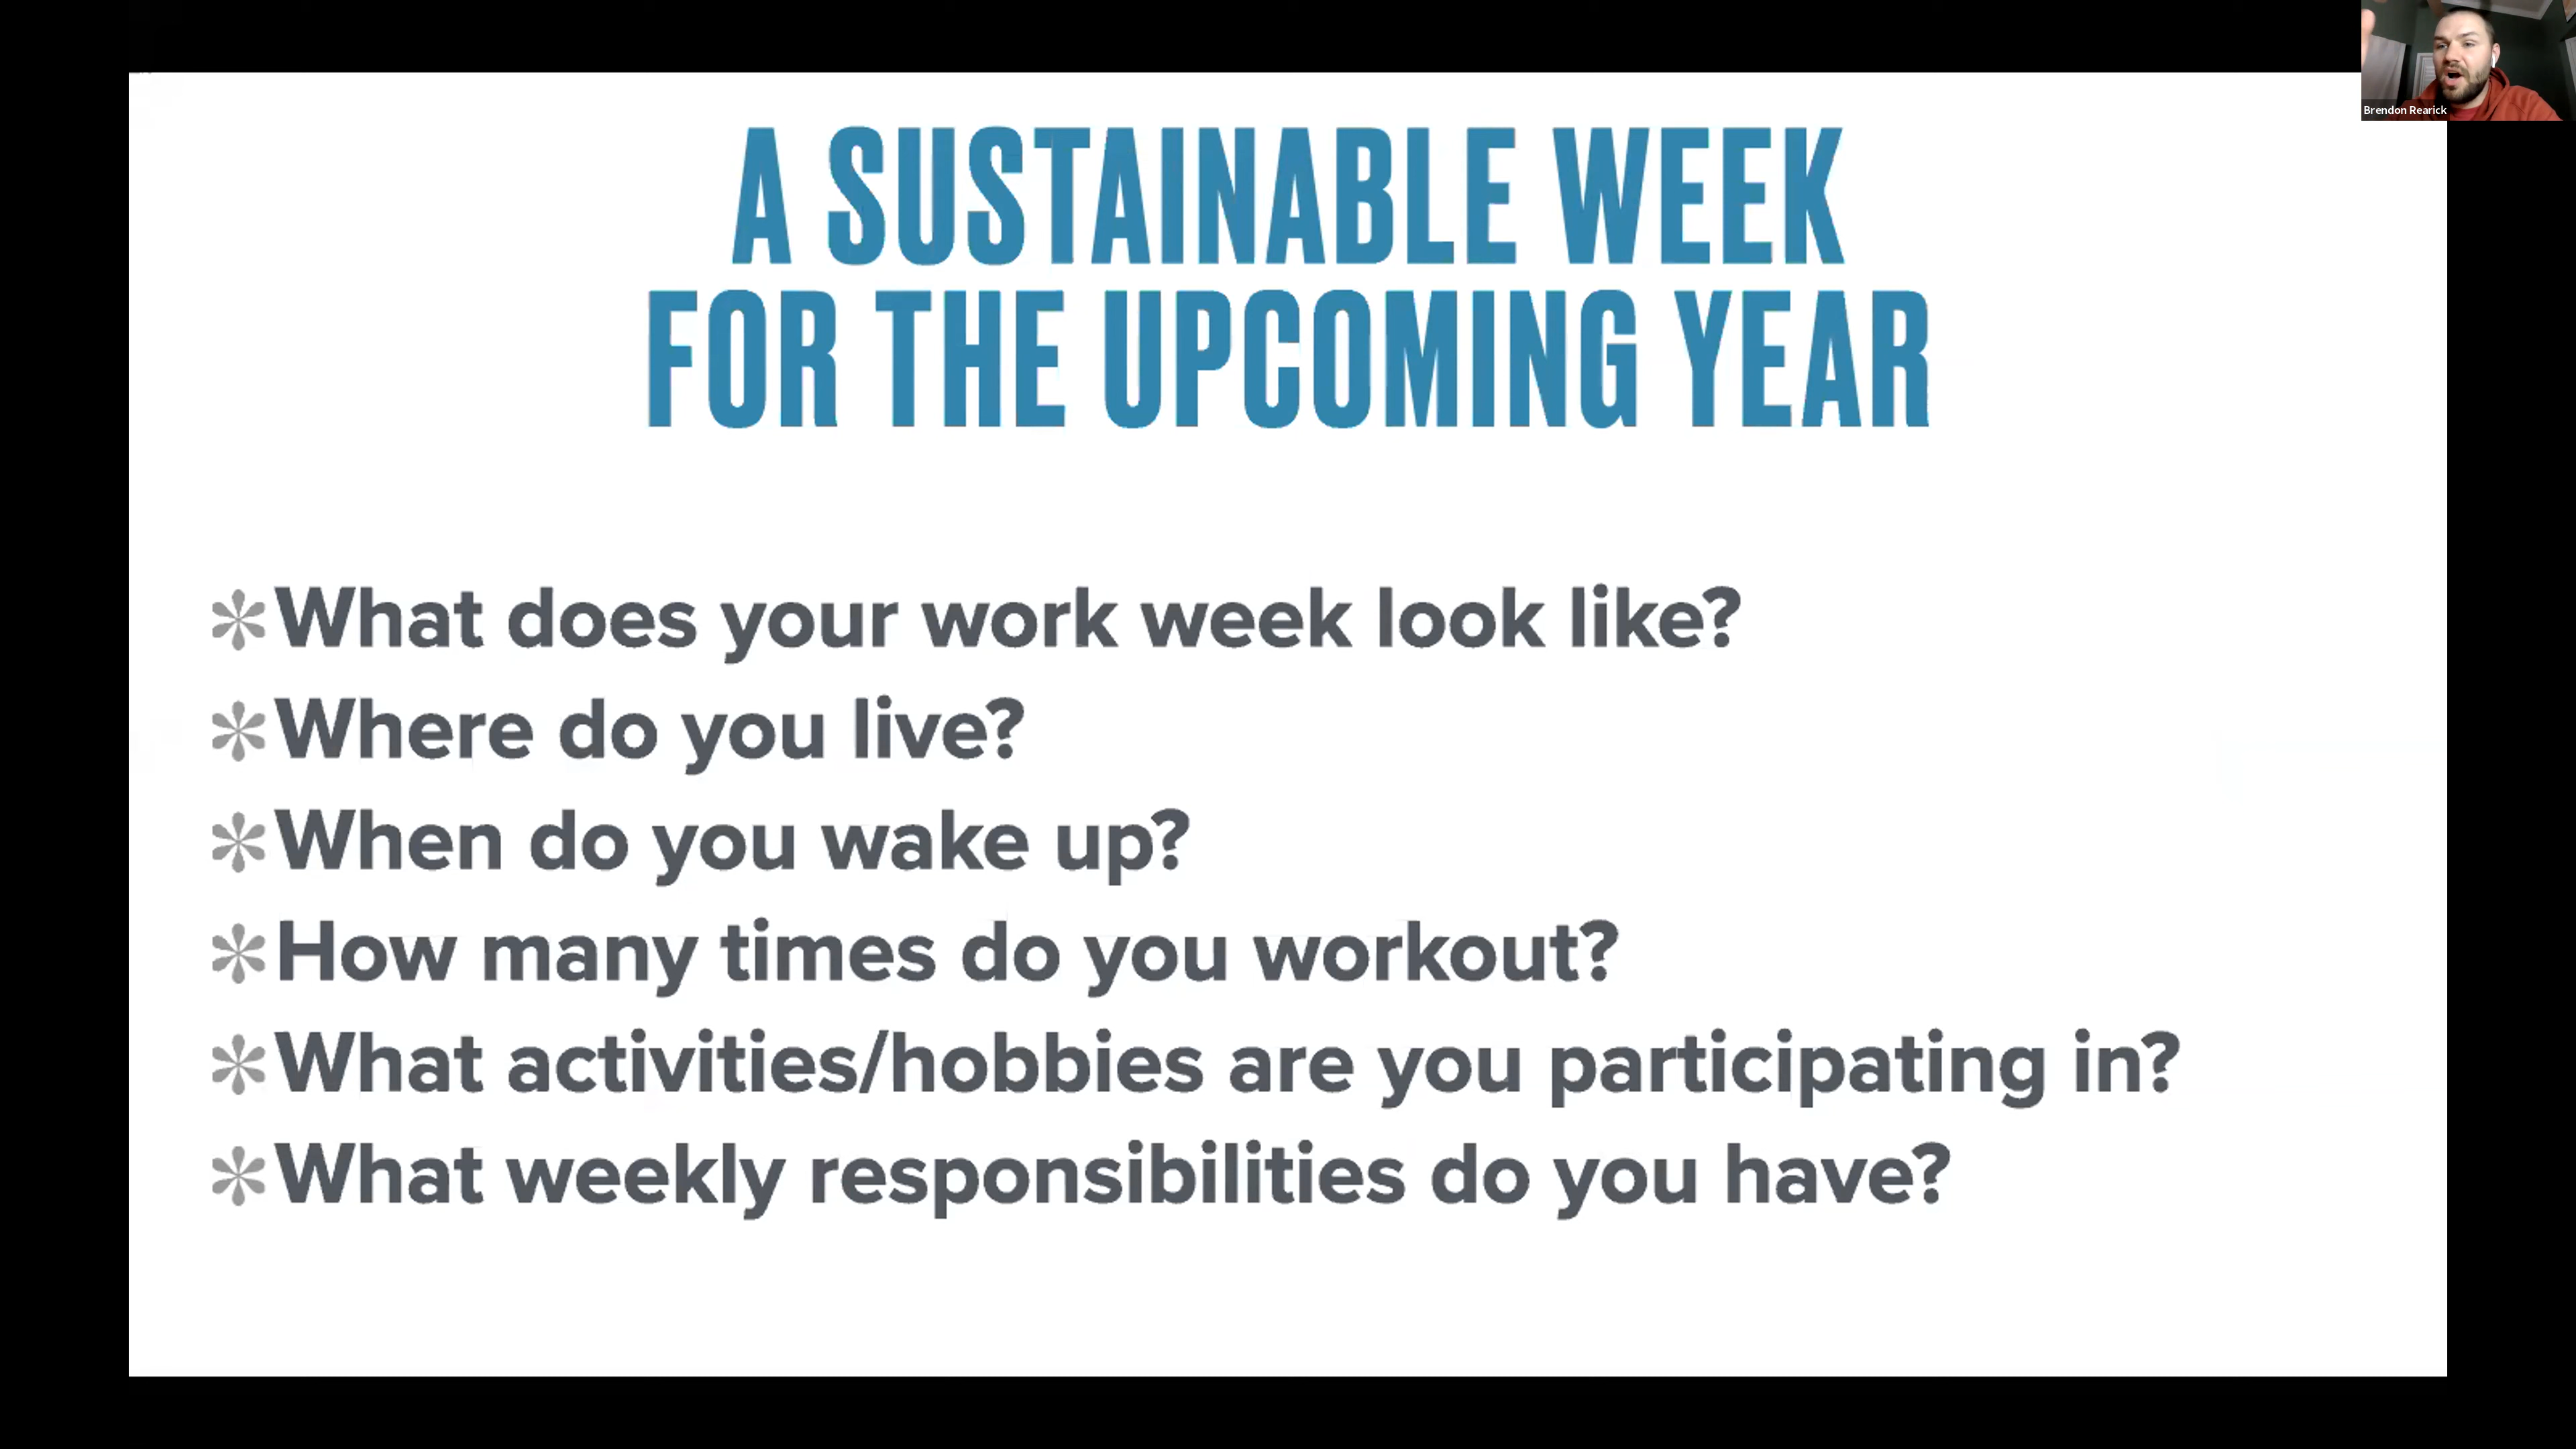 Brendon Rearick
A SUSTAINABLE WEEK
FOR THE UPCOMING YEAR
What does your work week look like?
Where do you live?
When do you wake up?
How many times do you workout?
What activities/hobbies are you participating in?
What weekly responsibilities do you have?